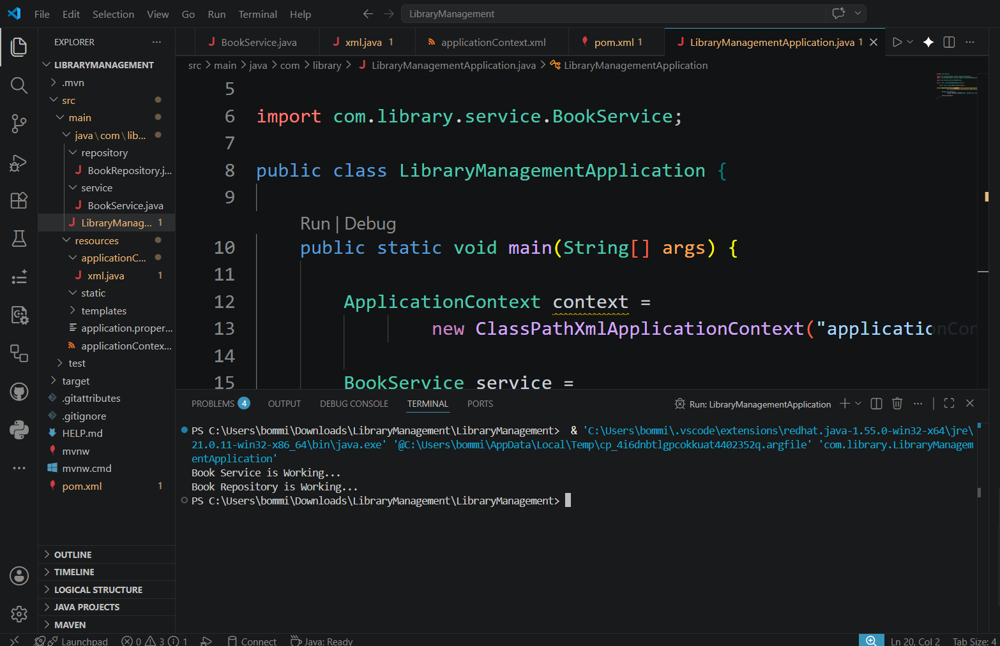 File Edit Selection View Go Run Terminal Help
LibraryManagement
EXPLORER
LIBRARYMANAGEMENT
.mvn
src
main
java\com\lib...
repository
BookRepository.j...
service
BookService.java
LibraryManag... 1
resources
applicationC...
xml.java 1
static
templates
application.proper...
applicationContex...
test
target
.gitattributes
.gitignore
HELP.md
mvnw
mvnw.cmd
pom.xml 1
OUTLINE
TIMELINE
LOGICAL STRUCTURE
JAVA PROJECTS
MAVEN
BookService.java xml.java 1 applicationContext.xml pom.xml 1 LibraryManagementApplication.java 1
src > main > java > com > library > LibraryManagementApplication.java > LibraryManagementApplication
5
6 import com.library.service.BookService;
7
8 public class LibraryManagementApplication {
9
Run | Debug
10 public static void main(String[] args) {
11
12 ApplicationContext context =
13 new ClassPathXmlApplicationContext("applicationCon
14
15 BookService service =
PROBLEMS 4 OUTPUT DEBUG CONSOLE TERMINAL PORTS
Run: LibraryManagementApplication
PS C:\Users\bommi\Downloads\LibraryManagement\LibraryManagement> & 'C:\Users\bommi\.vscode\extensions\redhat.java-1.55.0-win32-x64\jre\
21.0.11-win32-x86_64\bin\java.exe' '@C:\Users\bommi\AppData\Local\Temp\cp_4i6dnbtlgpcokkuat4402352q.argfile' 'com.library.LibraryManagem
entApplication'
Book Service is Working...
Book Repository is Working...
PS C:\Users\bommi\Downloads\LibraryManagement\LibraryManagement>
Launchpad 0 3 1 Connect Java: Ready
Ln 20, Col 2 Tab Size: 4